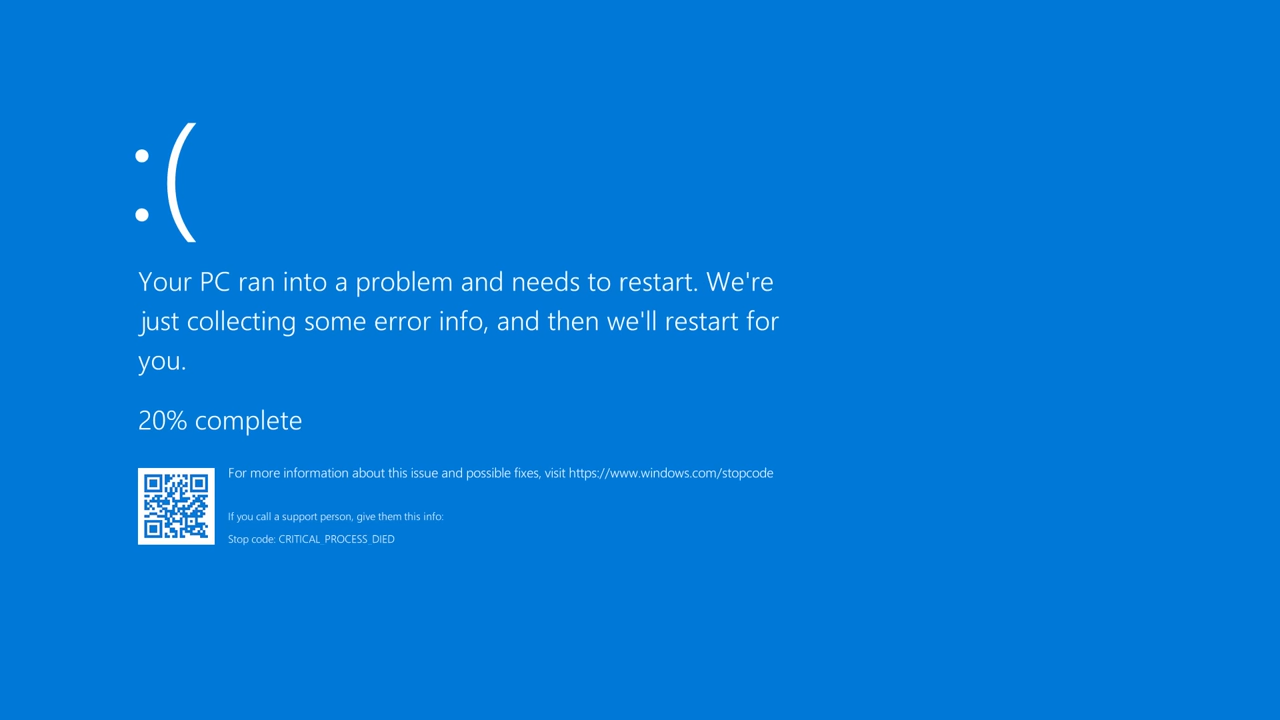 :(
Your PC ran into a problem and needs to restart. We're
just collecting some error info, and then we'll restart for
you.
20% complete
For more information about this issue and possible fixes, visit https://www.windows.com/stopcode
If you call a support person, give them this info:
Stop code: CRITICAL_PROCESS_DIED